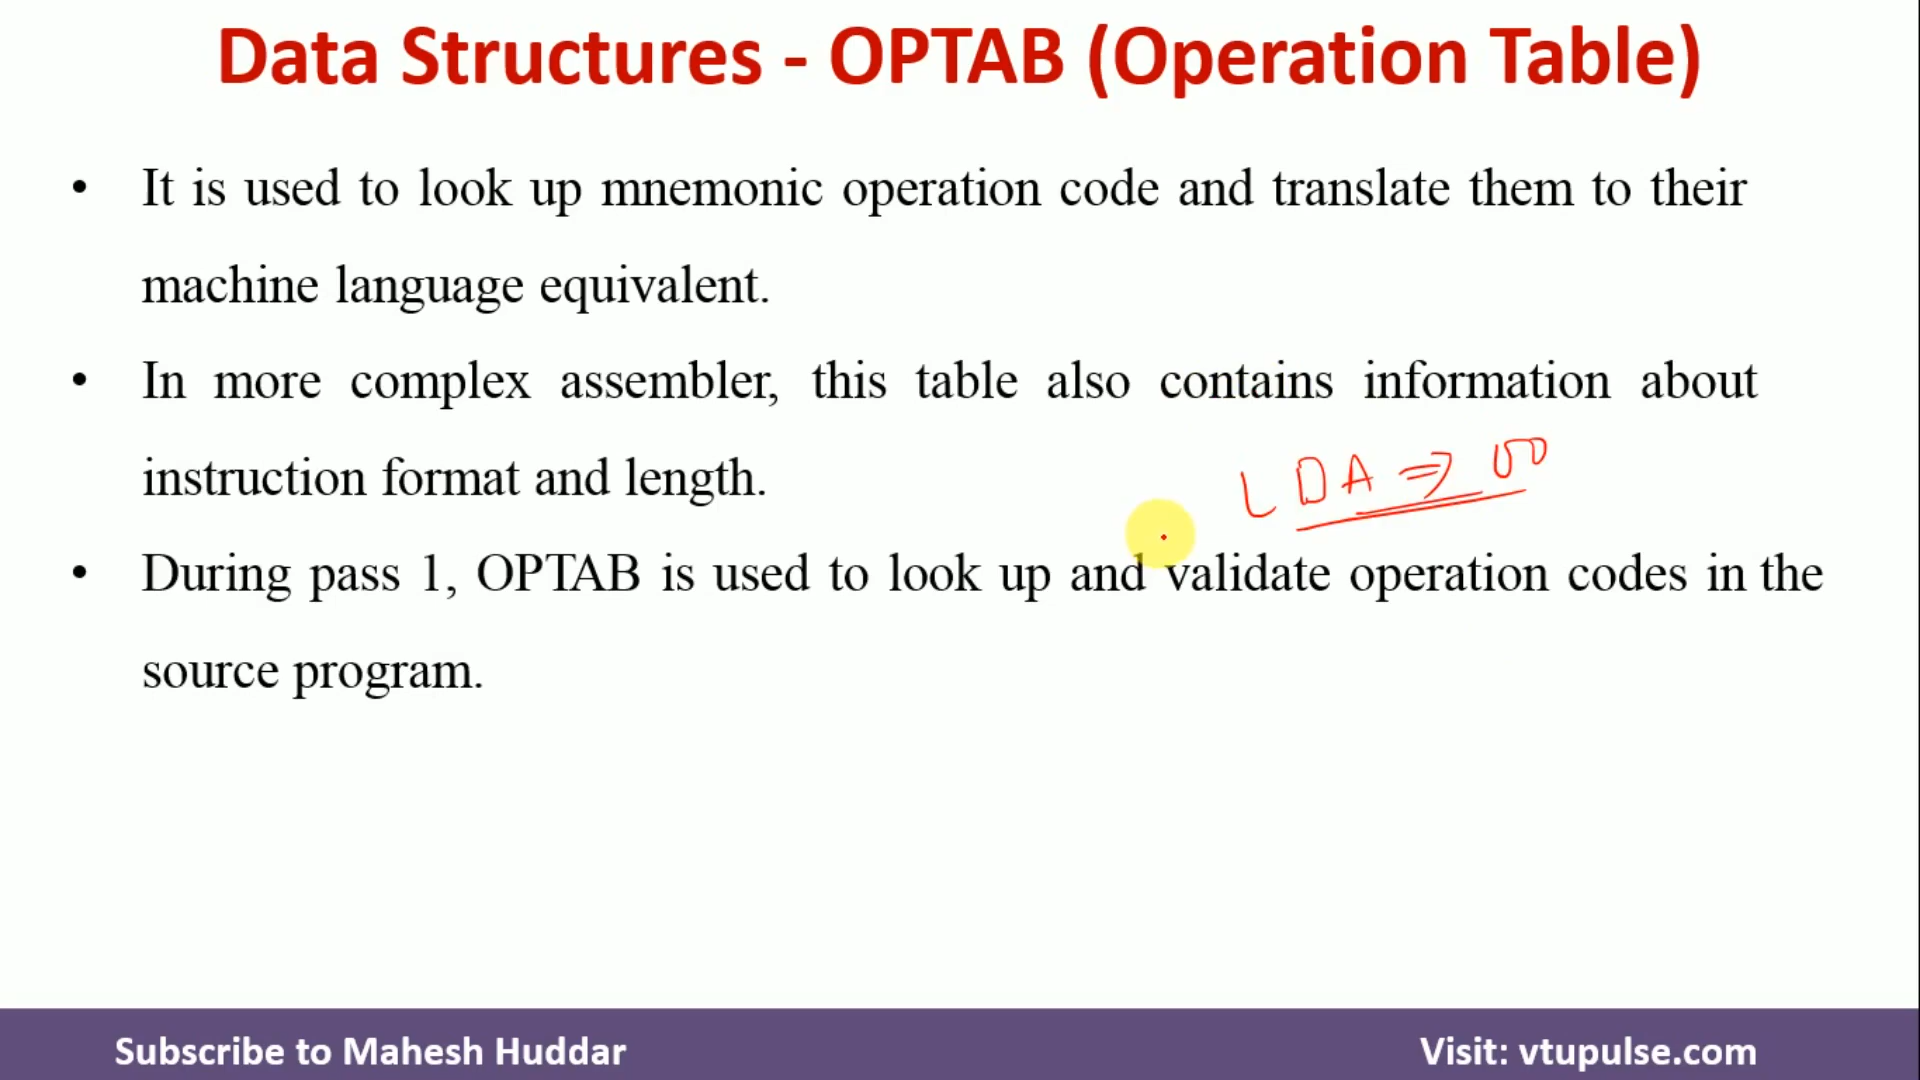 Data Structures - OPTAB (Operation Table)
• It is used to look up mnemonic operation code and translate them to their
machine language equivalent.
• In more complex assembler, this table also contains information about
instruction format and length.
LDA ⇒ 00
• During pass 1, OPTAB is used to look up and validate operation codes in the
source program.
Subscribe to Mahesh Huddar
Visit: vtupulse.com